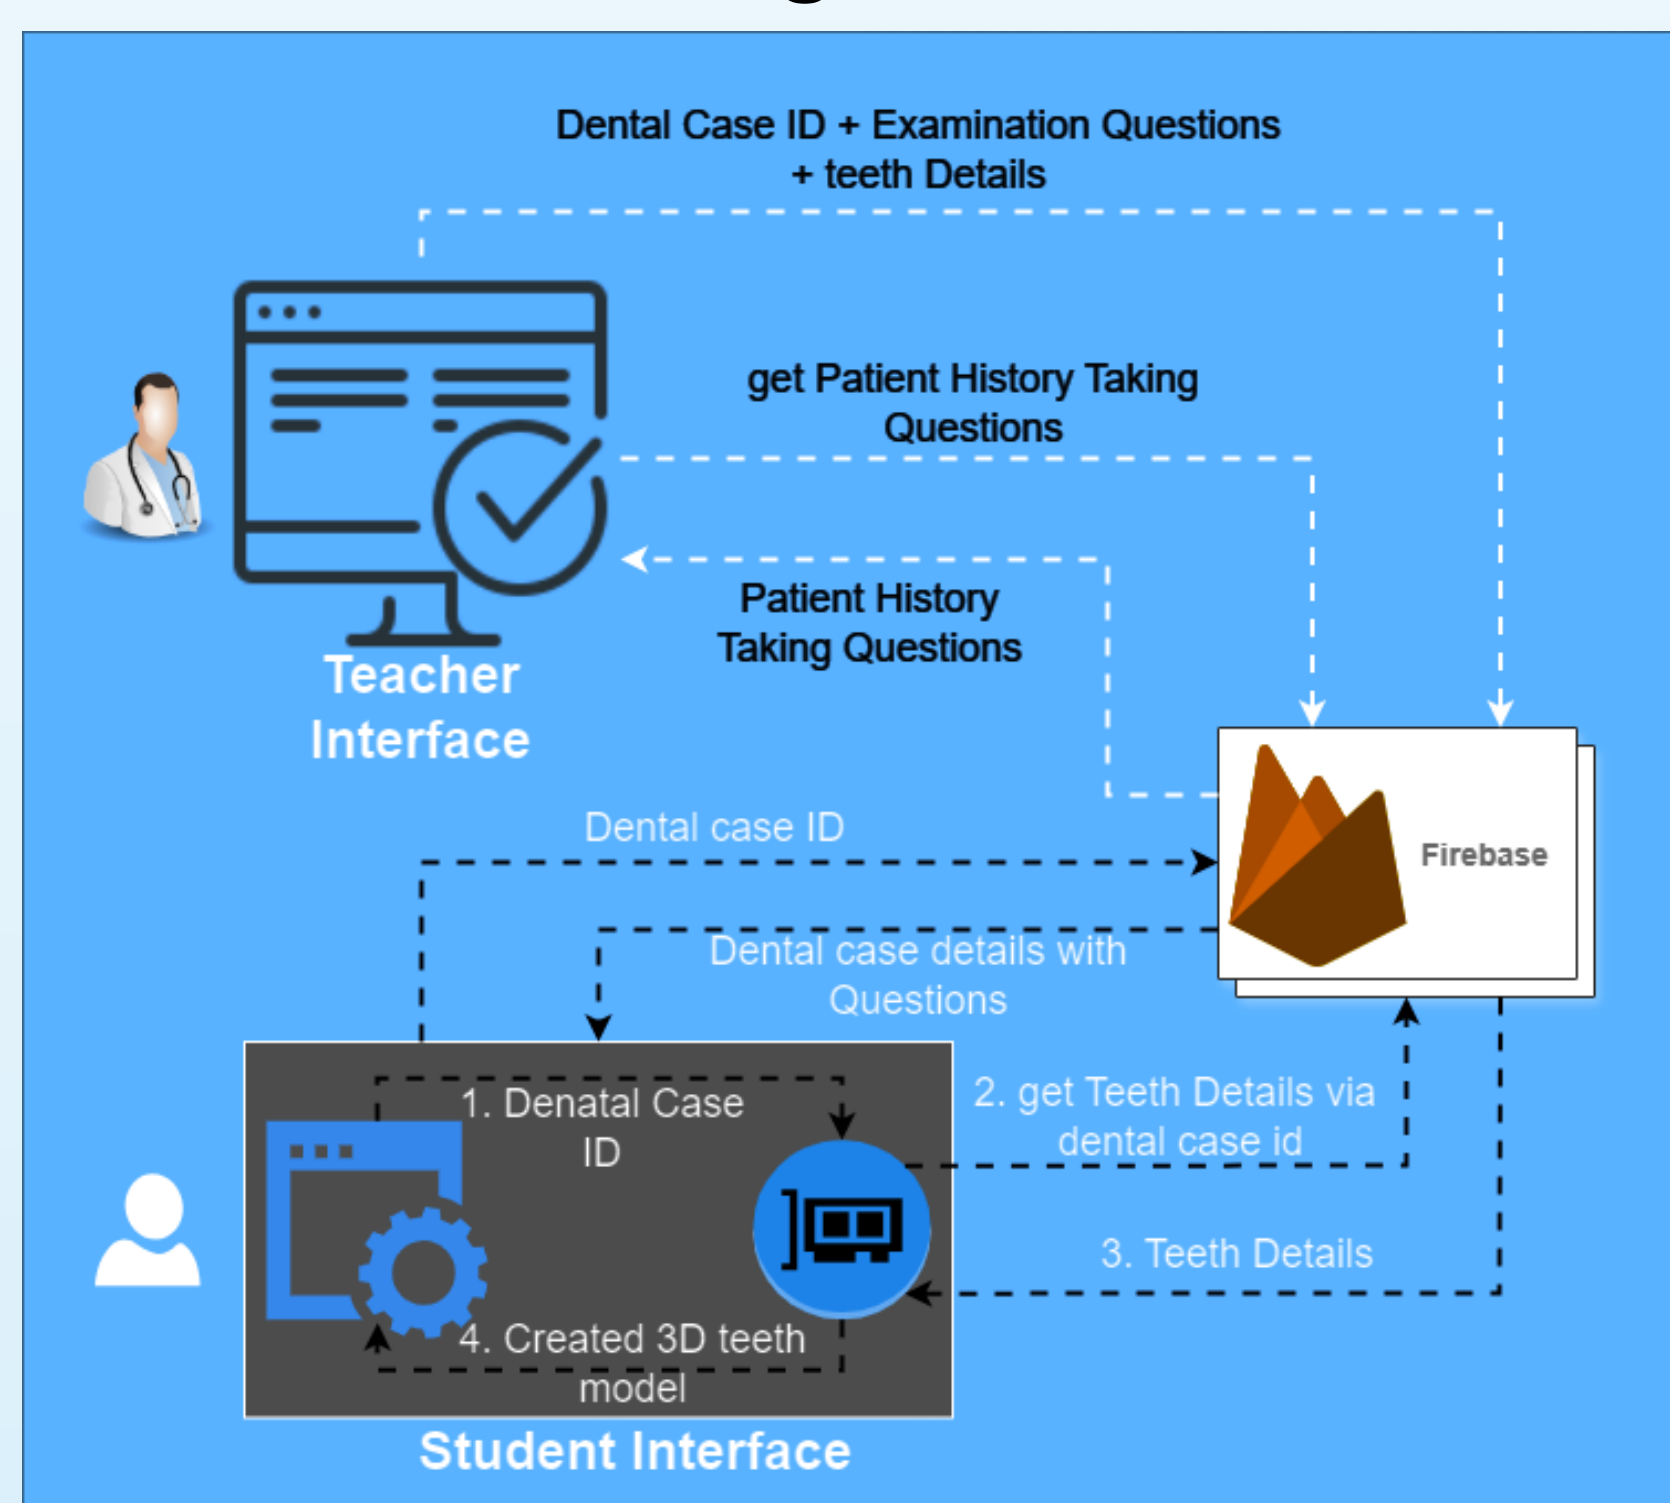 Dental Case ID + Examination Questions
+ teeth Details
get Patient History Taking
Questions
Patient History
Taking Questions
Teacher
Interface
Dental case ID
Firebase
Dental case details with
Questions
1. Denatal Case
ID
2. get Teeth Details via
dental case id
3. Teeth Details
4. Created 3D teeth
model
Student Interface